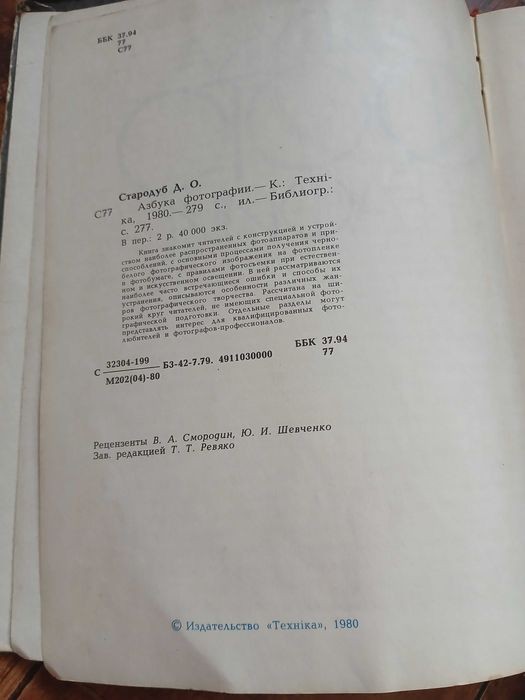 ББК 37.94
77
С77
Стародуб Д. О.
С77 Азбука фотографии.— К.: Техні-
ка, 1980.— 279 с., ил.— Библиогр.:
с. 277.
В пер.: 2 р. 40 000 экз.
Книга знакомит читателей с конструкцией и устрой-
ством наиболее распространенных фотоаппаратов и при-
способлений, с основными процессами получения черно-
белого фотографического изображения на фотопленке
и фотобумаге, с правилами фотосъемки при естествен-
ном и искусственном освещении. В ней рассматриваются
наиболее часто встречающиеся ошибки и способы их
устранения, описываются особенности различных жан-
ров фотографического творчества. Рассчитана на ши-
рокий круг читателей, не имеющих специальной фото-
графической подготовки. Отдельные разделы могут
представлять интерес для квалифицированных фото-
любителей и фотографов-профессионалов.
С 32304-199 БЗ-42-7.79. 4911030000 ББК 37.94
М202(04)-80 77
Рецензенты В. А. Смородин, Ю. И. Шевченко
Зав. редакцией Т. Т. Ревяко
© Издательство «Техніка», 1980